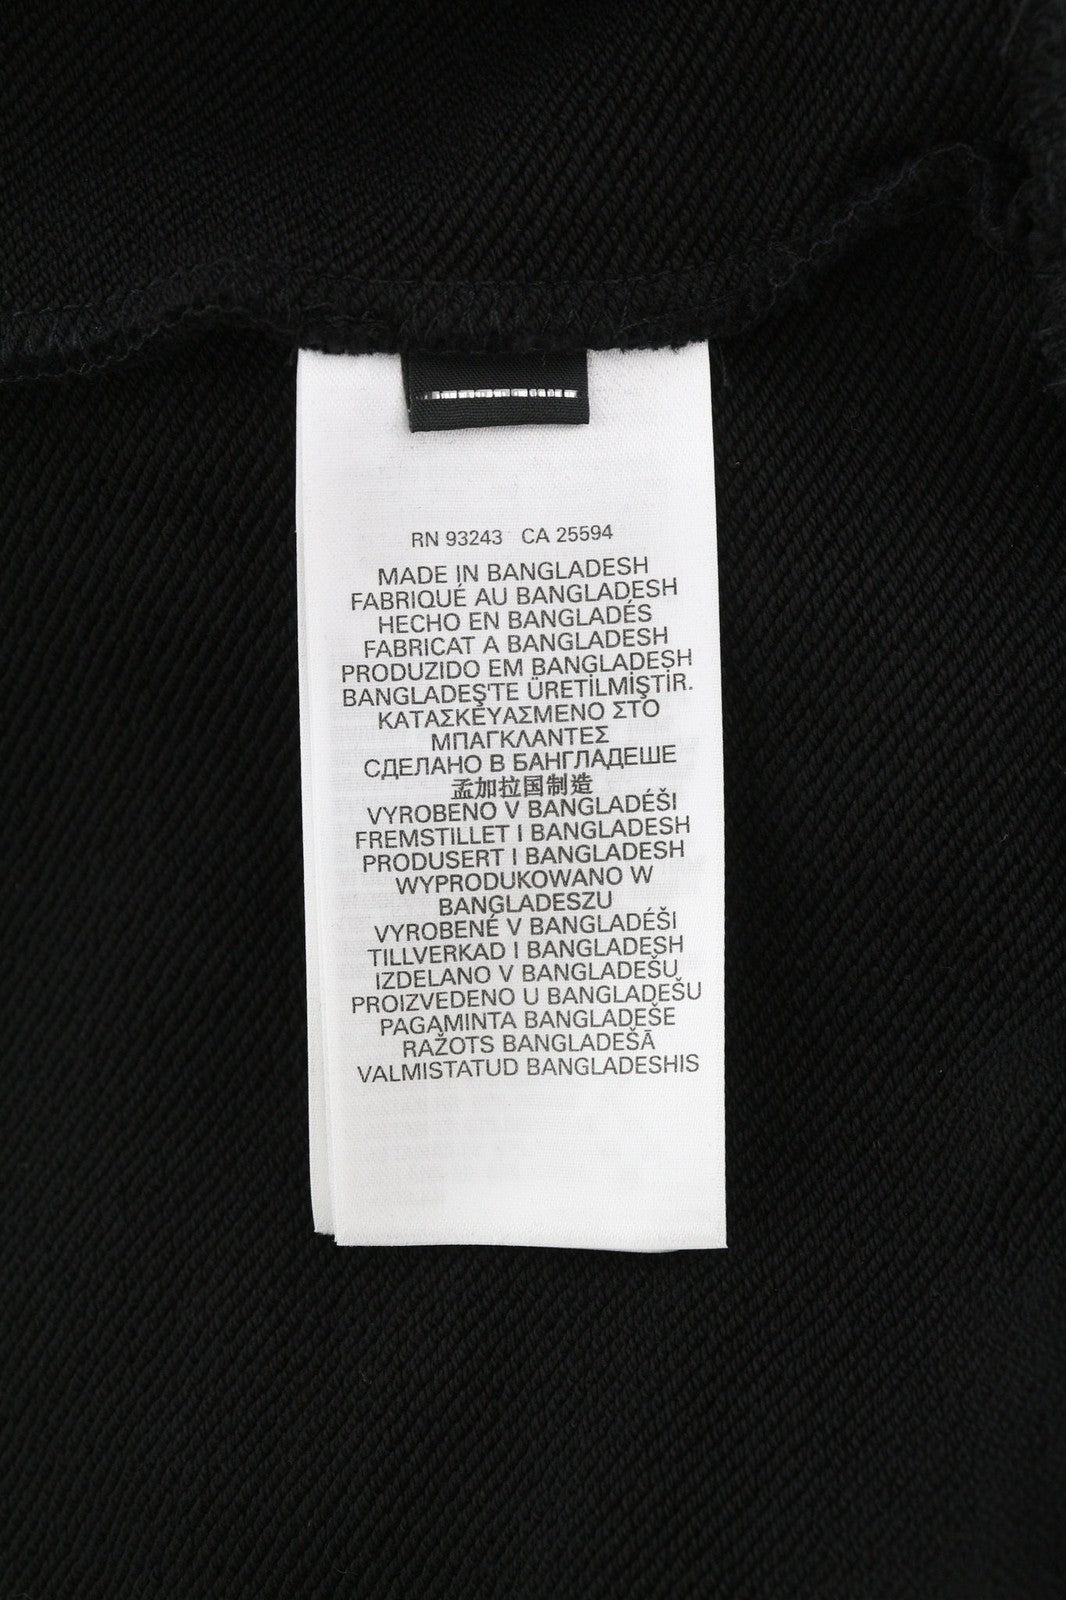 RN 93243 CA 25594
MADE IN BANGLADESH
FABRIQUÉ AU BANGLADESH
HECHO EN BANGLADÉS
FABRICAT A BANGLADESH
PRODUZIDO EM BANGLADESH
BANGLADEŞ'TE ÜRETİLMİŞTİR.
ΚΑΤΑΣΚΕΥΑΣΜΕΝΟ ΣΤΟ
ΜΠΑΓΚΛΑΝΤΕΣ
СДЕЛАНО В БАНГЛАДЕШЕ
孟加拉国制造
VYROBENO V BANGLADÉŠI
FREMSTILLET I BANGLADESH
PRODUSERT I BANGLADESH
WYPRODUKOWANO W
BANGLADESZU
VYROBENÉ V BANGLADÉŠI
TILLVERKAD I BANGLADESH
IZDELANO V BANGLADEŠU
PROIZVEDENO U BANGLADEŠU
PAGAMINTA BANGLADEŠE
RAŽOTS BANGLADEŠĀ
VALMISTATUD BANGLADESHIS